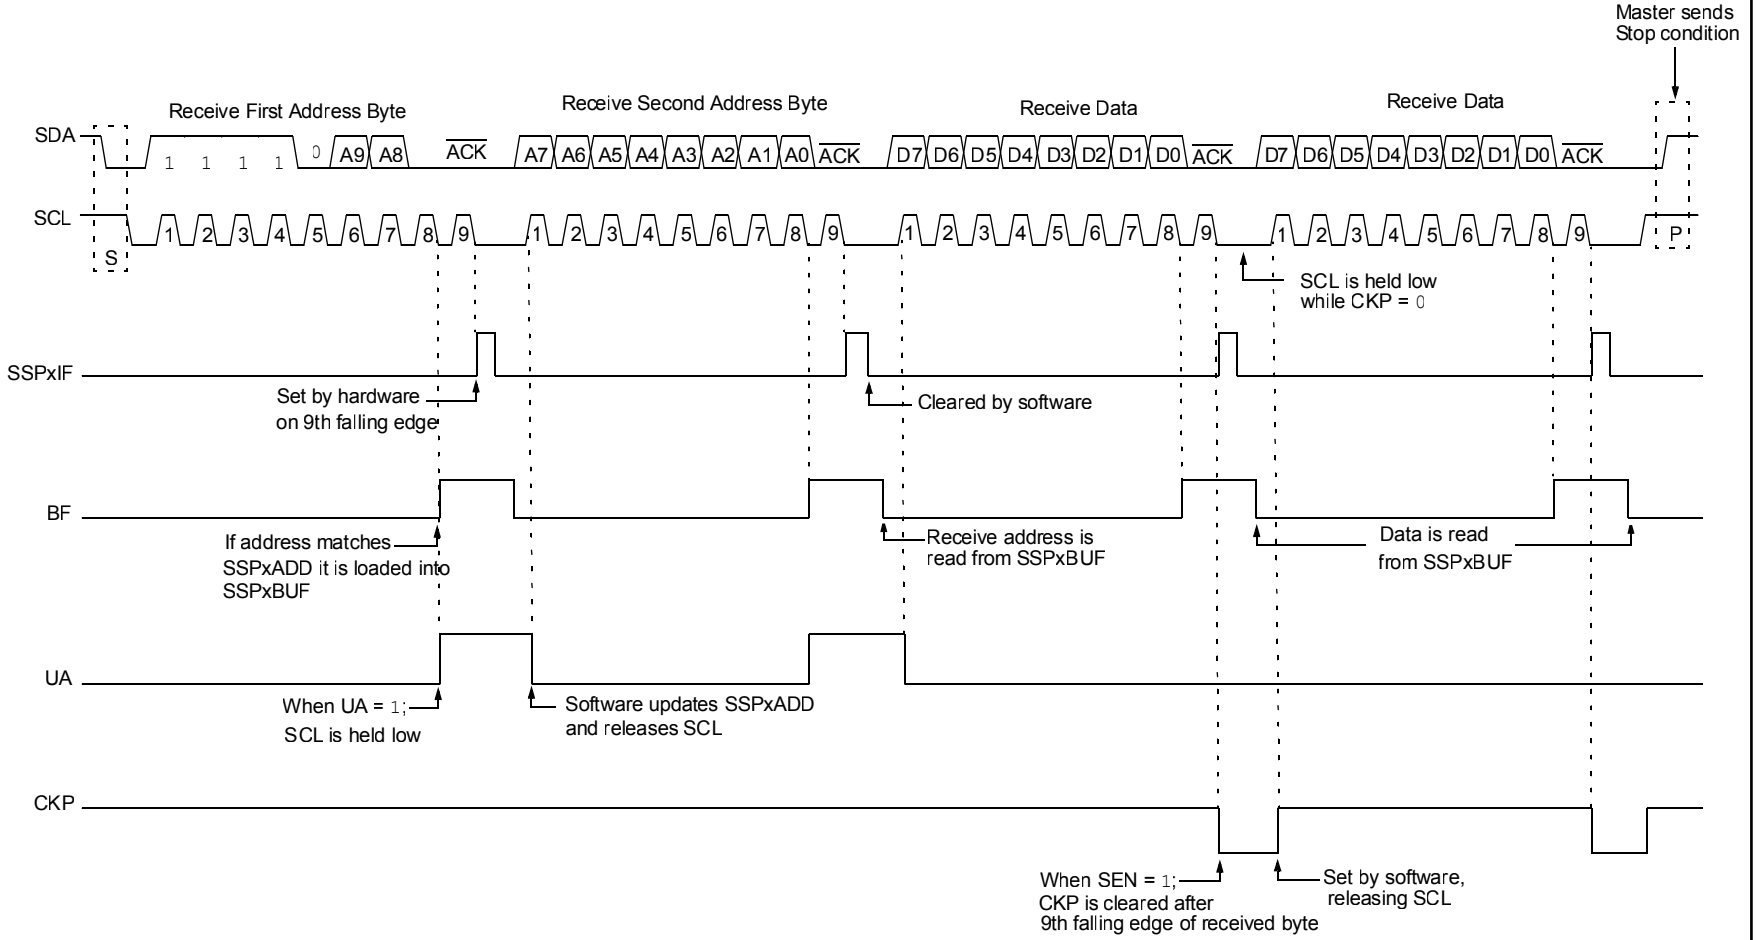 Master sends
Stop condition
Receive First Address Byte
Receive Second Address Byte
Receive Data
Receive Data
SDA
1 1 1 1 0 A9 A8 ACK A7 A6 A5 A4 A3 A2 A1 A0 ACK D7 D6 D5 D4 D3 D2 D1 D0 ACK D7 D6 D5 D4 D3 D2 D1 D0 ACK
SCL
S 1 2 3 4 5 6 7 8 9 1 2 3 4 5 6 7 8 9 1 2 3 4 5 6 7 8 9 1 2 3 4 5 6 7 8 9 P
SCL is held low
while CKP = 0
SSPxIF
Set by hardware
on 9th falling edge
Cleared by software
BF
If address matches
SSPxADD it is loaded into
SSPxBUF
Receive address is
read from SSPxBUF
Data is read
from SSPxBUF
UA
When UA = 1;
SCL is held low
Software updates SSPxADD
and releases SCL
CKP
When SEN = 1;
CKP is cleared after
9th falling edge of received byte
Set by software,
releasing SCL